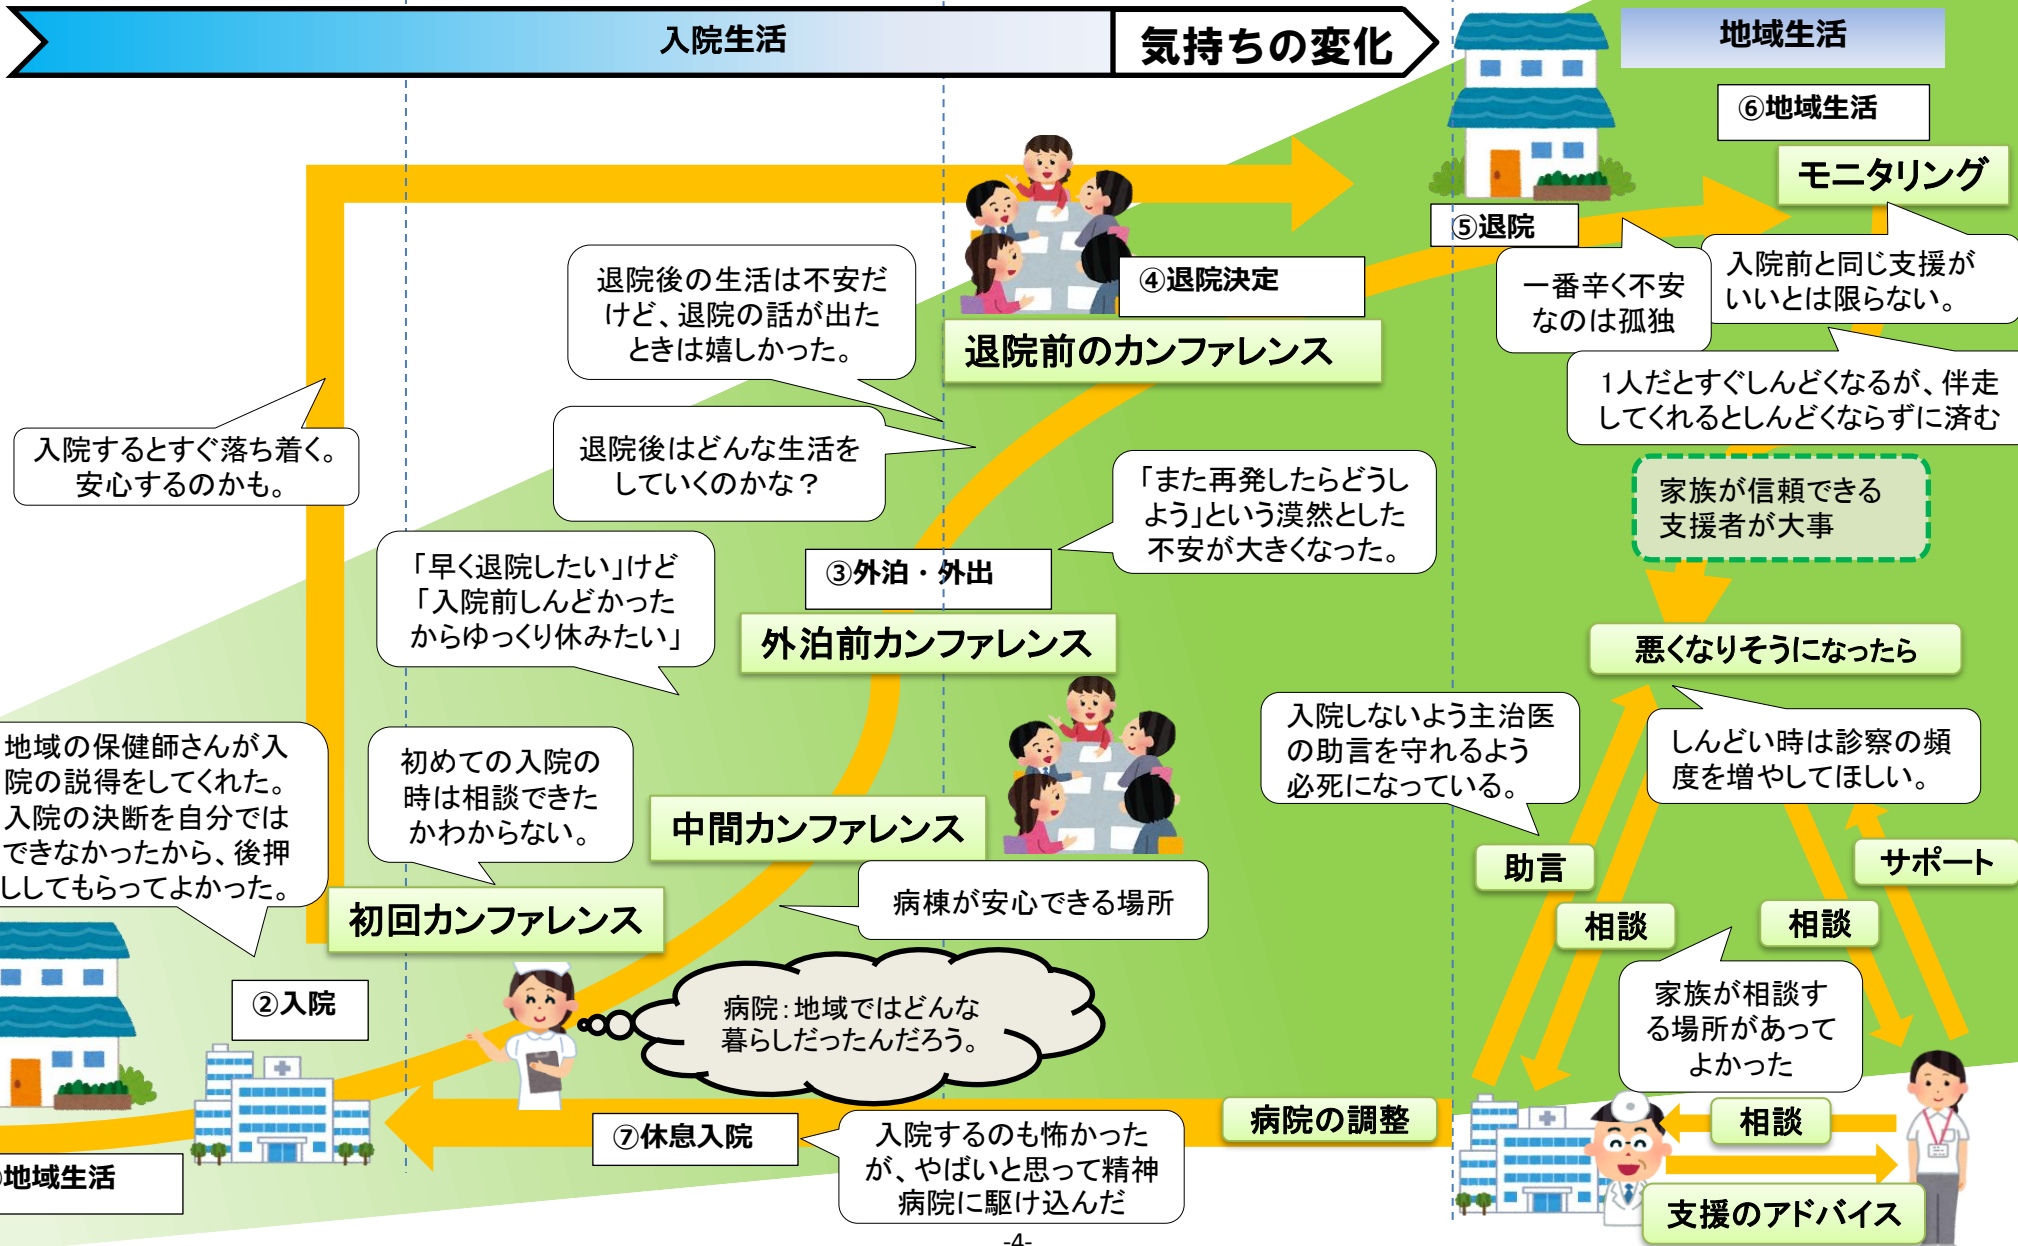 入院生活
気持ちの変化
地域生活
⑥地域生活
モニタリング
⑤退院
入院前と同じ支援が
いいとは限らない。
一番辛く不安
なのは孤独
1人だとすぐしんどくなるが、伴走
してくれるとしんどくならずに済む
家族が信頼できる
支援者が大事
④退院決定
退院前のカンファレンス
退院後の生活は不安だ
けど、退院の話が出た
ときは嬉しかった。
退院後はどんな生活を
していくのかな？
入院するとすぐ落ち着く。
安心するのかも。
「また再発したらどうし
よう」という漠然とした
不安が大きくなった。
③外泊・外出
外泊前カンファレンス
「早く退院したい」けど
「入院前しんどかった
からゆっくり休みたい」
悪くなりそうになったら
入院しないよう主治医
の助言を守れるよう
必死になっている。
しんどい時は診察の頻
度を増やしてほしい。
地域の保健師さんが入
院の説得をしてくれた。
入院の決断を自分では
できなかったから、後押
ししてもらってよかった。
初めての入院の
時は相談できた
かわからない。
中間カンファレンス
病棟が安心できる場所
初回カンファレンス
助言
サポート
相談
相談
家族が相談す
る場所があって
よかった
②入院
病院：地域ではどんな
暮らしだったんだろう。
⑦休息入院
入院するのも怖かった
が、やばいと思って精神
病院に駆け込んだ
病院の調整
相談
支援のアドバイス
地域生活
-4-